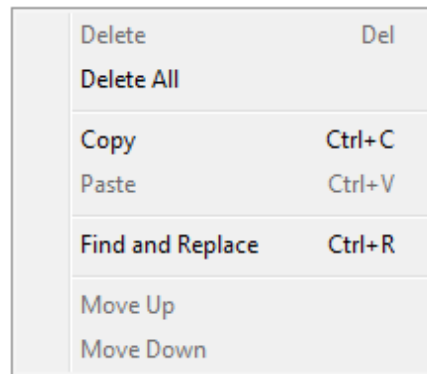 Delete Del
Delete All
Copy Ctrl+C
Paste Ctrl+V
Find and Replace Ctrl+R
Move Up
Move Down